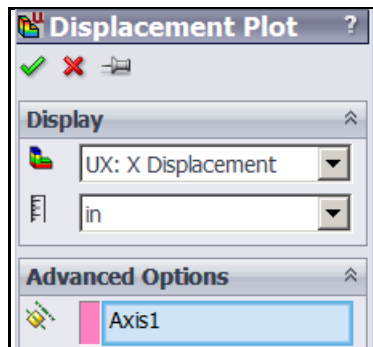 Displacement Plot ?
Display
UX: X Displacement
in
Advanced Options
Axis1